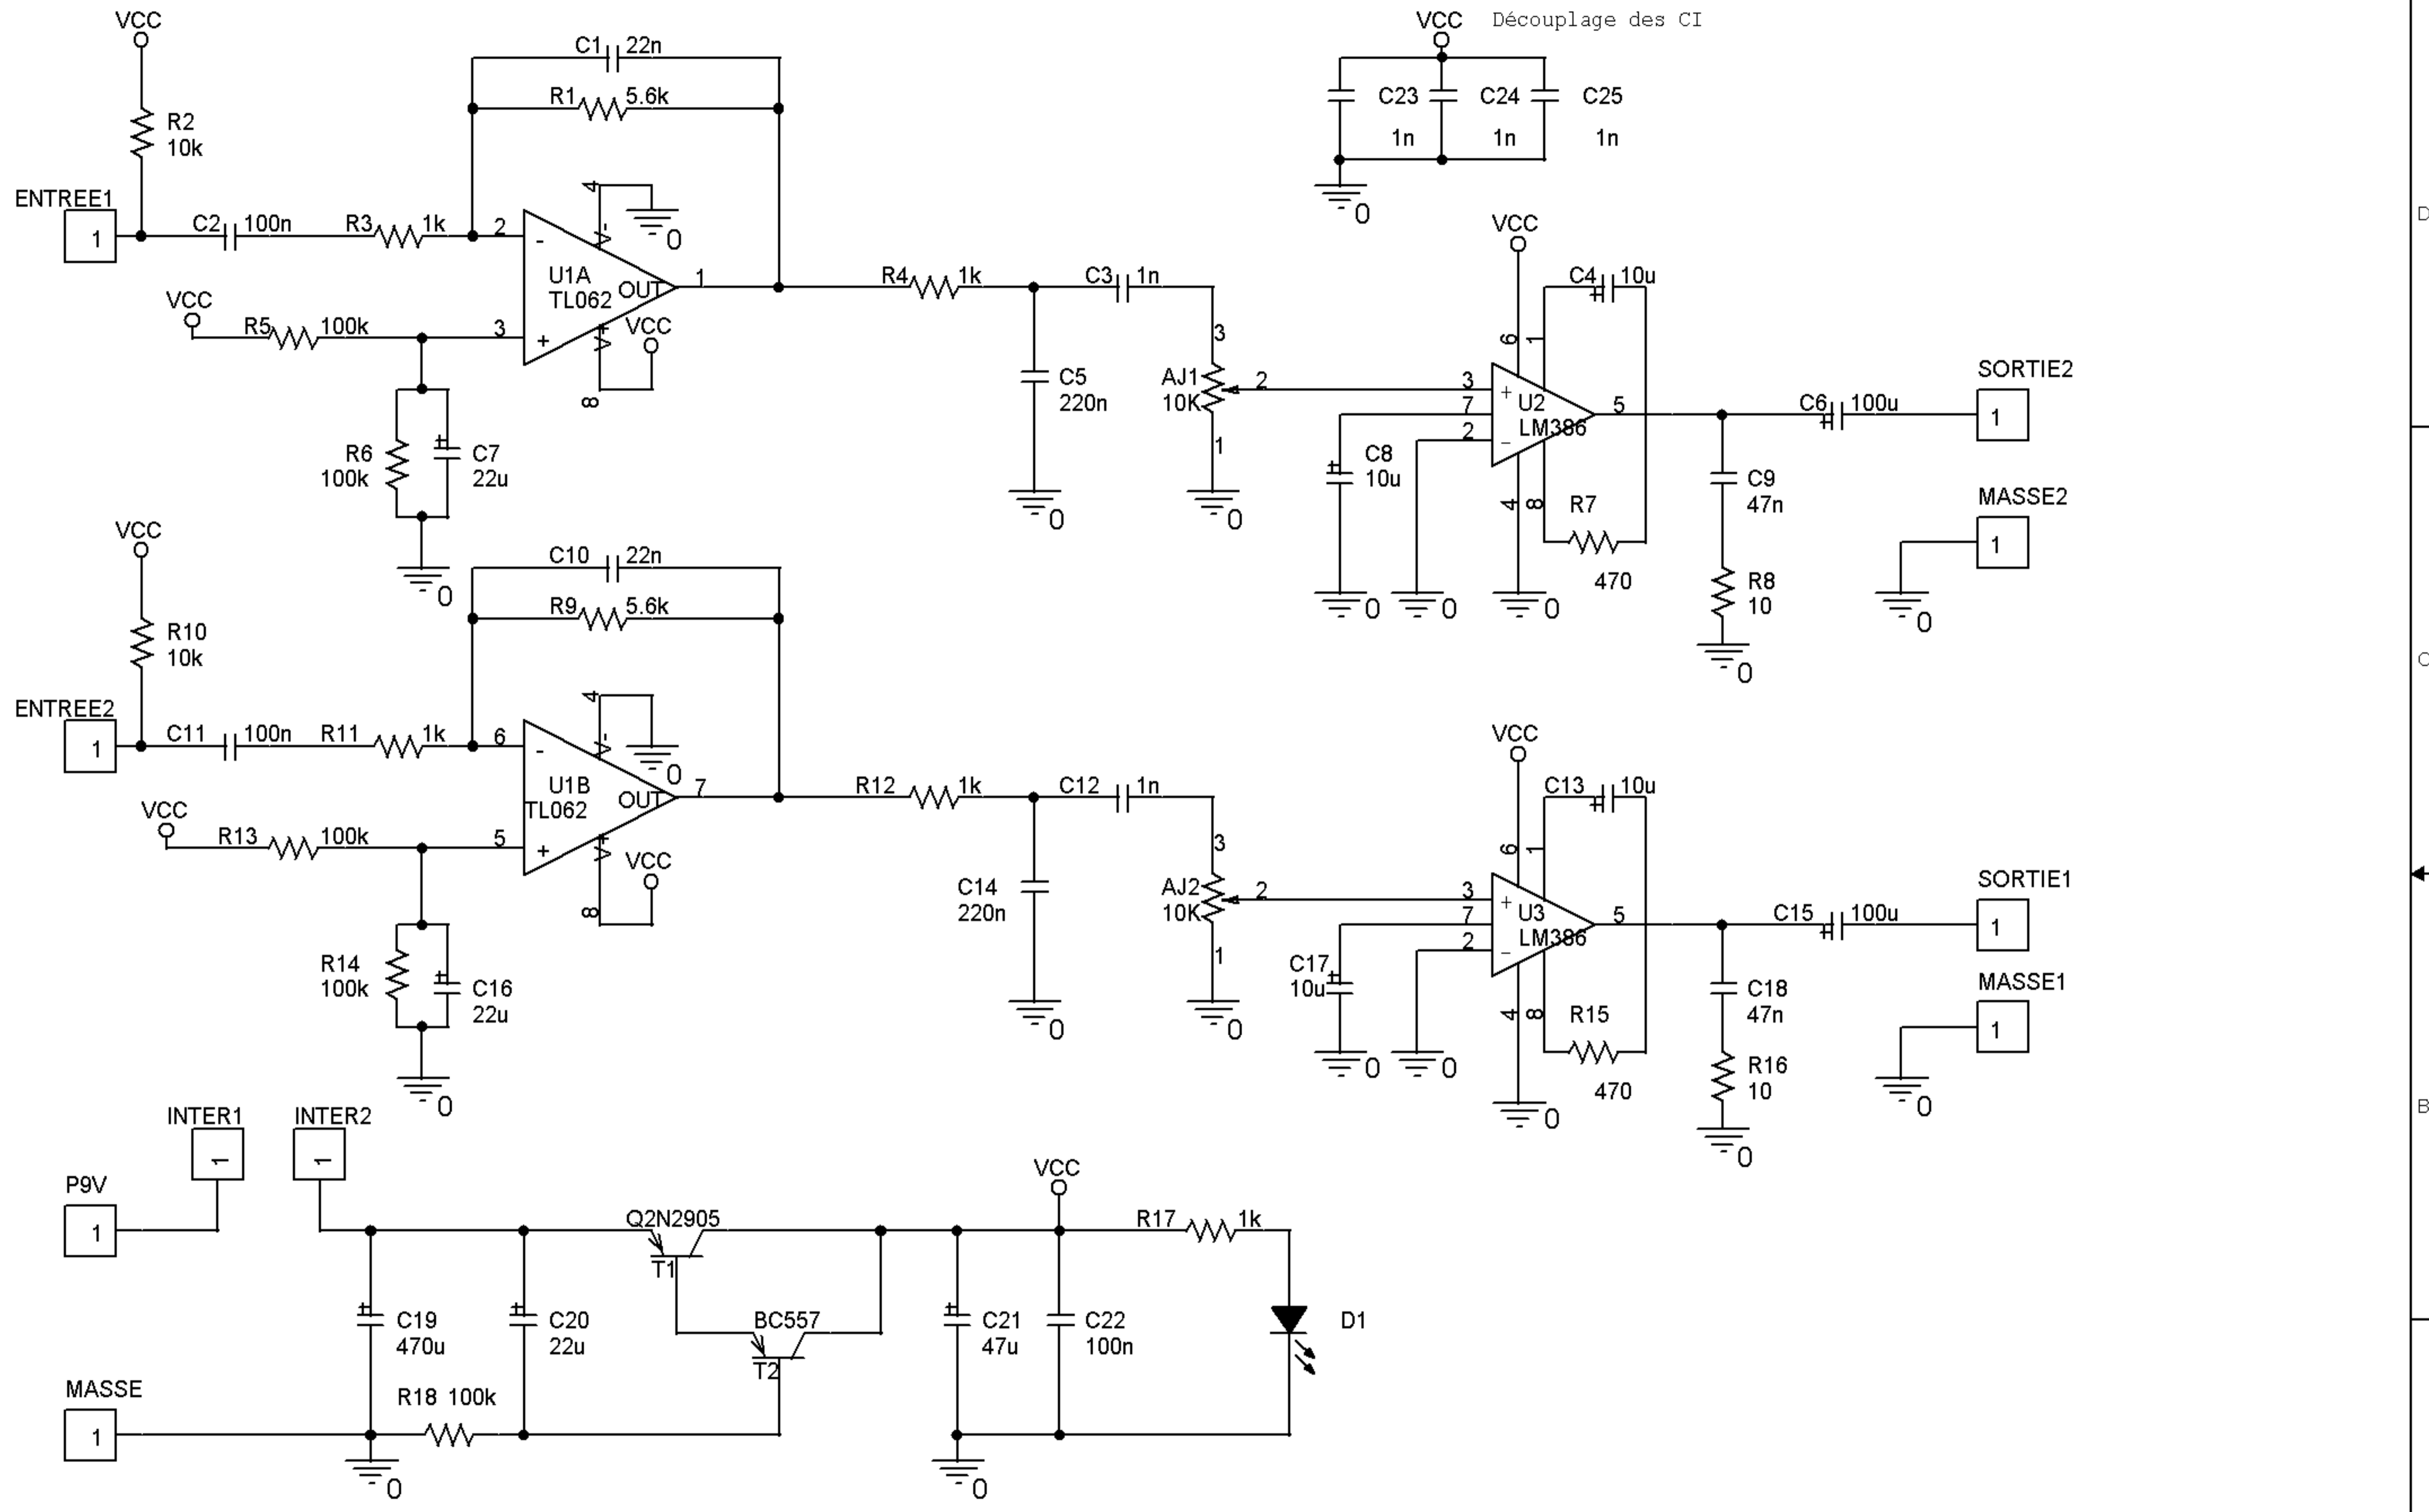 VCC
Découplage des CI
C1 22n
R1 5.6k
R2
10k
C23
1n
C24
1n
C25
1n
0
ENTREE1
1
C2 100n
R3 1k
2
-
4
V-
0
U1A
TL062
OUT
1
VCC
R5 100k
3
+
V+
VCC
8
R6
100k
C7
22u
0
R4 1k
C3 1n
C5
220n
0
3
AJ1
10K
2
1
0
VCC
6
1
C4 10u
3
+
7
2
-
U2
LM386
5
4
8
C8
10u
0
0
0
R7
470
C6 100u
SORTIE2
1
C9
47n
R8
10
0
MASSE2
1
0
VCC
C10 22n
R9 5.6k
R10
10k
ENTREE2
1
C11 100n
R11 1k
6
-
4
V-
0
U1B
TL062
OUT
7
VCC
R13 100k
5
+
V+
VCC
8
R14
100k
C16
22u
0
R12 1k
C12 1n
C14
220n
0
3
AJ2
10K
2
1
0
VCC
6
1
C13 10u
3
+
7
2
-
U3
LM386
5
4
8
C17
10u
0
0
0
R15
470
C15 100u
SORTIE1
1
C18
47n
R16
10
0
MASSE1
1
0
INTER1
1
INTER2
1
P9V
1
Q2N2905
T1
BC557
T2
VCC
R17 1k
C19
470u
C20
22u
C21
47u
C22
100n
D1
MASSE
1
R18 100k
0
0
D
C
B